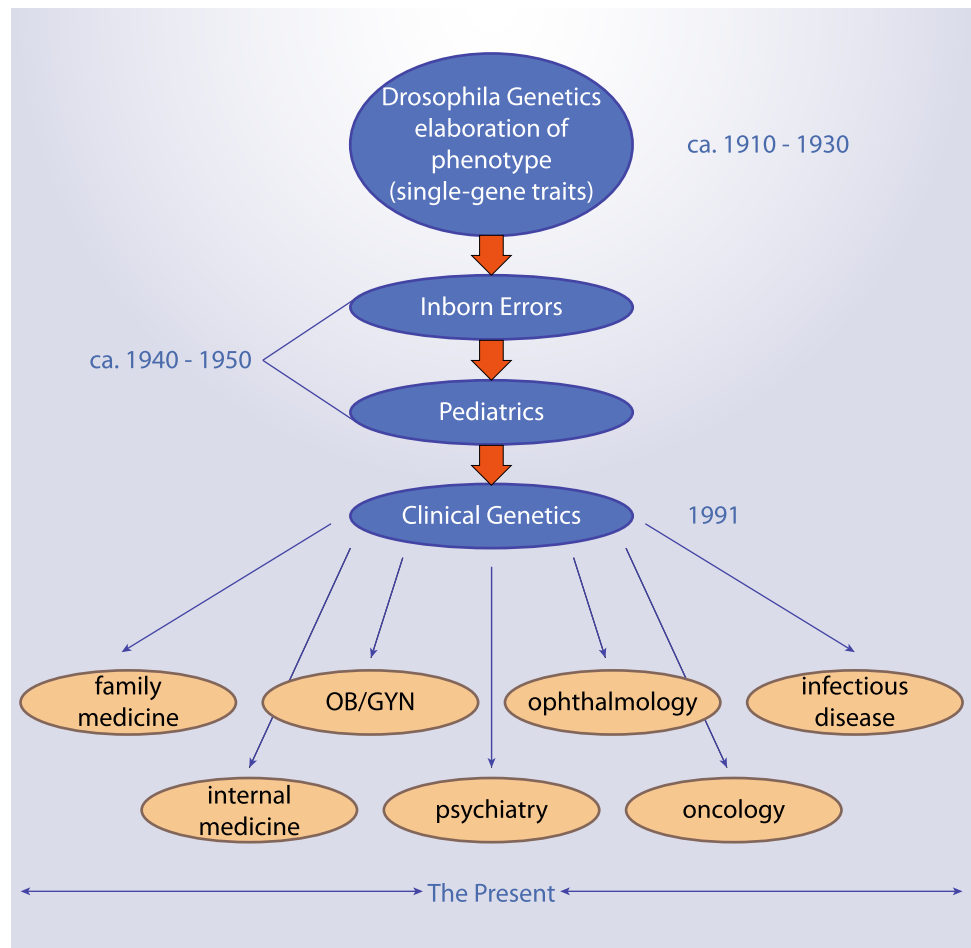 Drosophila Genetics
elaboration of
phenotype
(single-gene traits)
ca. 1910 - 1930
Inborn Errors
ca. 1940 - 1950
Pediatrics
Clinical Genetics
1991
family
medicine
OB/GYN
ophthalmology
infectious
disease
internal
medicine
psychiatry
oncology
The Present